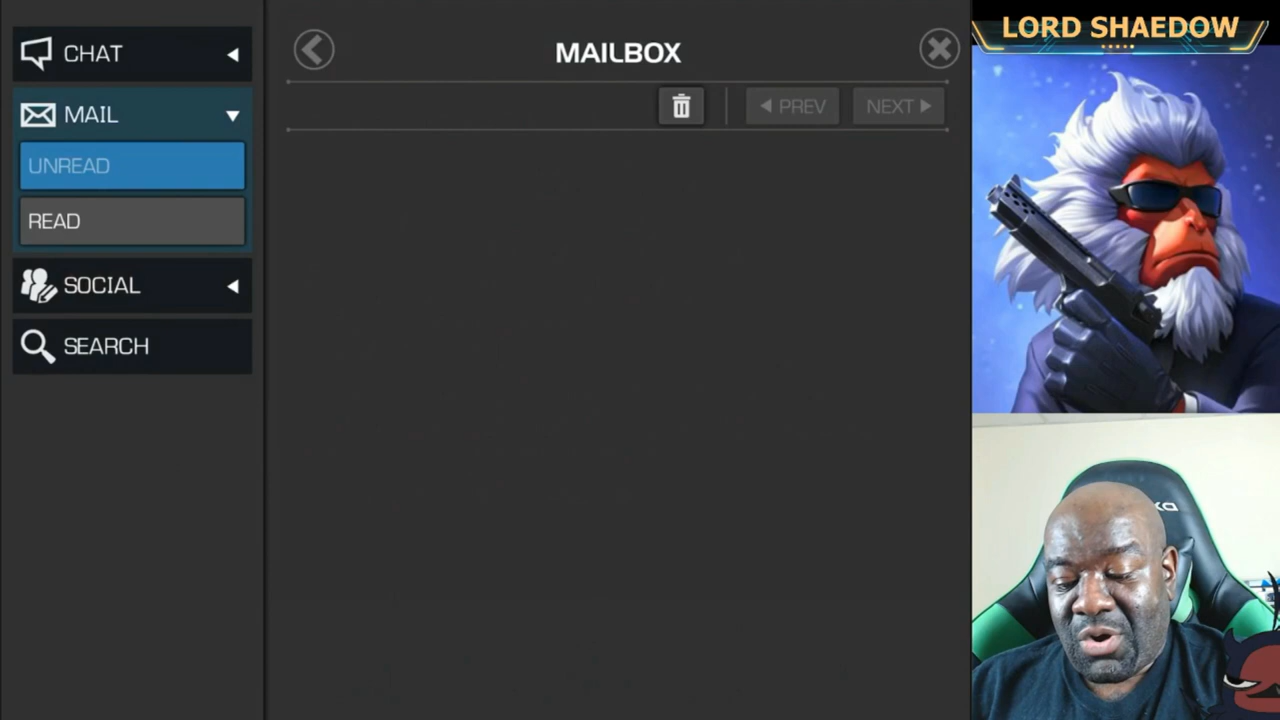 CHAT
MAIL
UNREAD
READ
SOCIAL
SEARCH
MAILBOX
PREV
NEXT
LORD SHAEDOW